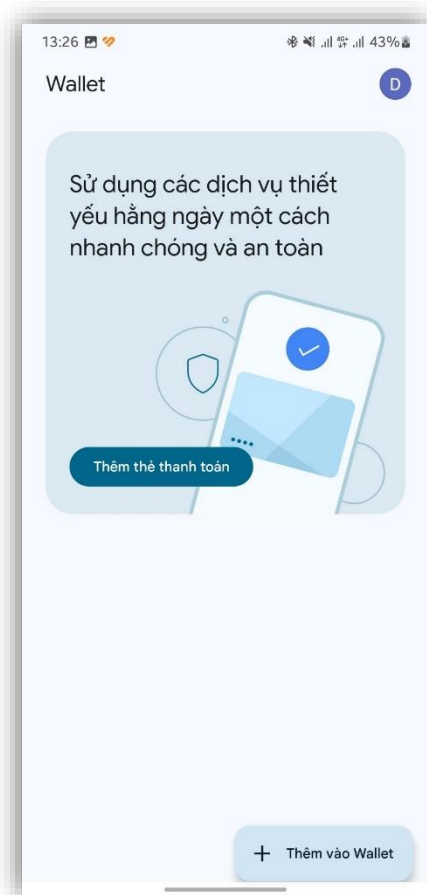 13:26 43%
Wallet D
Sử dụng các dịch vụ thiết
yếu hằng ngày một cách
nhanh chóng và an toàn
Thêm thẻ thanh toán
+ Thêm vào Wallet